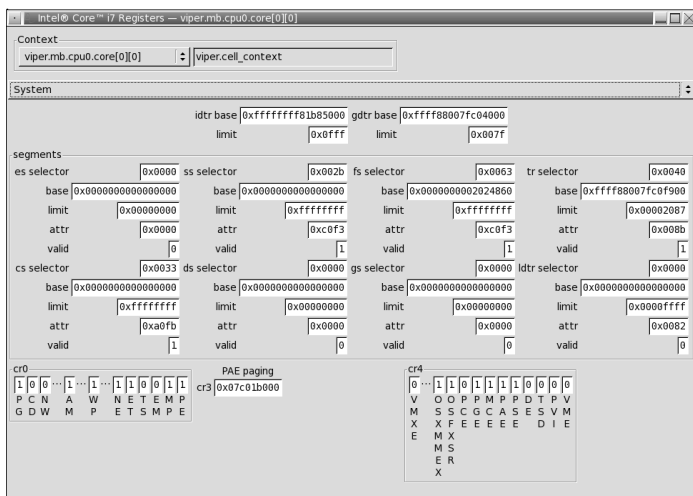 Intel® Core™ i7 Registers — viper.mb.cpu0.core[0][0]
Context
viper.mb.cpu0.core[0][0] viper.cell_context
System
idtr base 0xffffffff81b85000 gdtr base 0xffff88007fc04000
limit 0x0fff limit 0x007f
segments
es selector 0x0000 ss selector 0x002b fs selector 0x0063 tr selector 0x0040
base 0x0000000000000000 base 0x0000000000000000 base 0x0000000002024860 base 0xffff88007fc0f900
limit 0x00000000 limit 0xffffffff limit 0xffffffff limit 0x00002087
attr 0x0000 attr 0xc0f3 attr 0xc0f3 attr 0x008b
valid 0 valid 1 valid 1 valid 1
cs selector 0x0033 ds selector 0x0000 gs selector 0x0000 ldtr selector 0x0000
base 0x0000000000000000 base 0x0000000000000000 base 0x0000000000000000 base 0x0000000000000000
limit 0xffffffff limit 0x00000000 limit 0x00000000 limit 0x0000ffff
attr 0xa0fb attr 0x0000 attr 0x0000 attr 0x0082
valid 1 valid 0 valid 0 valid 0
cr0 PAE paging cr4
1 0 0 ··· 1 ··· 1 ··· 1 1 0 0 1 1 cr3 0x07c01b000 0 ··· 1 1 0 1 1 1 1 0 0 0 0
P C N A W N E T E M P V O O P P M P P D T P V
G D W M P E T S M P E M S S C G C A S E S V M
X X F E E E E E D I E
E M X
M S
E R
X